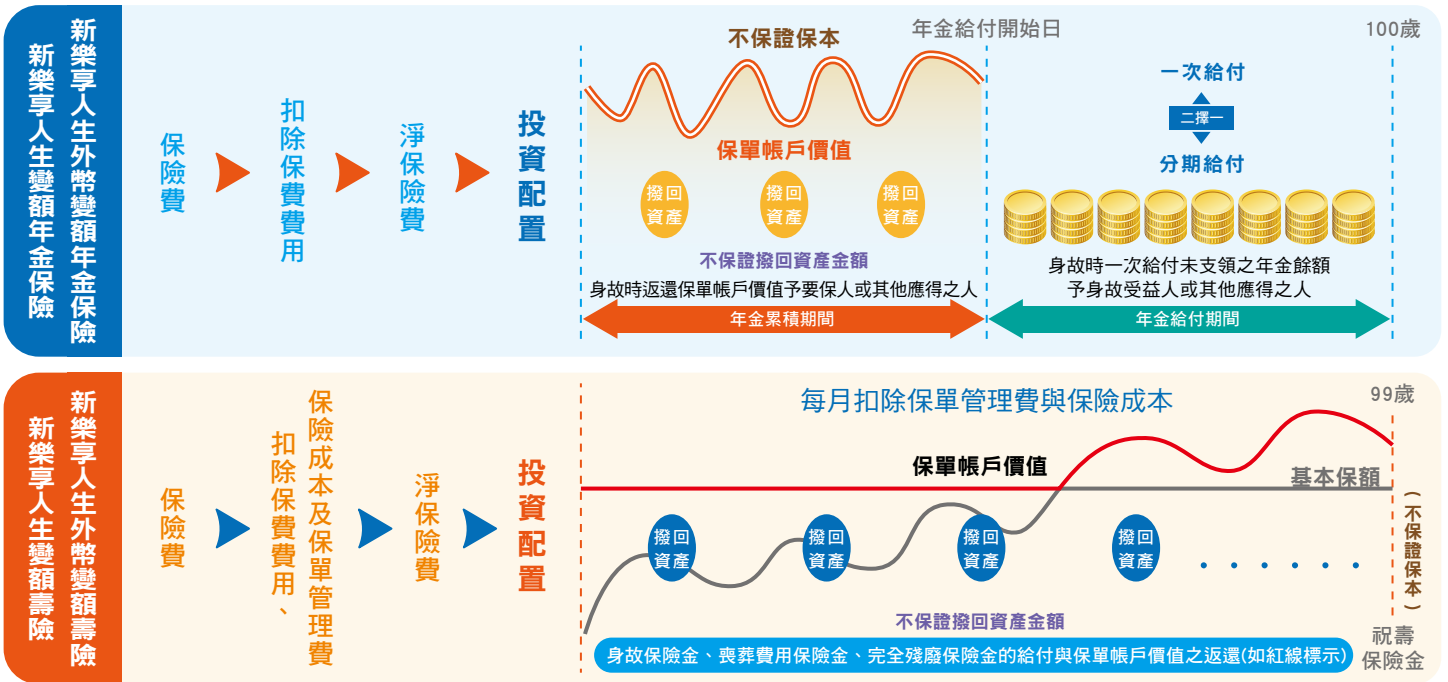 新樂享人生外幣變額年金保險
新樂享人生變額年金保險
保險費
扣除保費費用
淨保險費
投資配置
不保證保本
年金給付開始日
100歲
保單帳戶價值
撥回
資產
撥回
資產
撥回
資產
不保證撥回資產金額
身故時返還保單帳戶價值予要保人或其他應得之人
年金累積期間
一次給付
二擇一
分期給付
身故時一次給付未支領之年金餘額
予身故受益人或其他應得之人
年金給付期間
新樂享人生外幣變額壽險
新樂享人生變額壽險
保險費
扣除保費費用、
保險成本及保單管理費
淨保險費
投資配置
每月扣除保單管理費與保險成本
99歲
保單帳戶價值
基本保額
撥回
資產
撥回
資產
撥回
資產
撥回
資產
......
(不保證保本)
不保證撥回資產金額
身故保險金、喪葬費用保險金、完全殘廢保險金的給付與保單帳戶價值之返還(如紅線標示)
祝壽
保險金